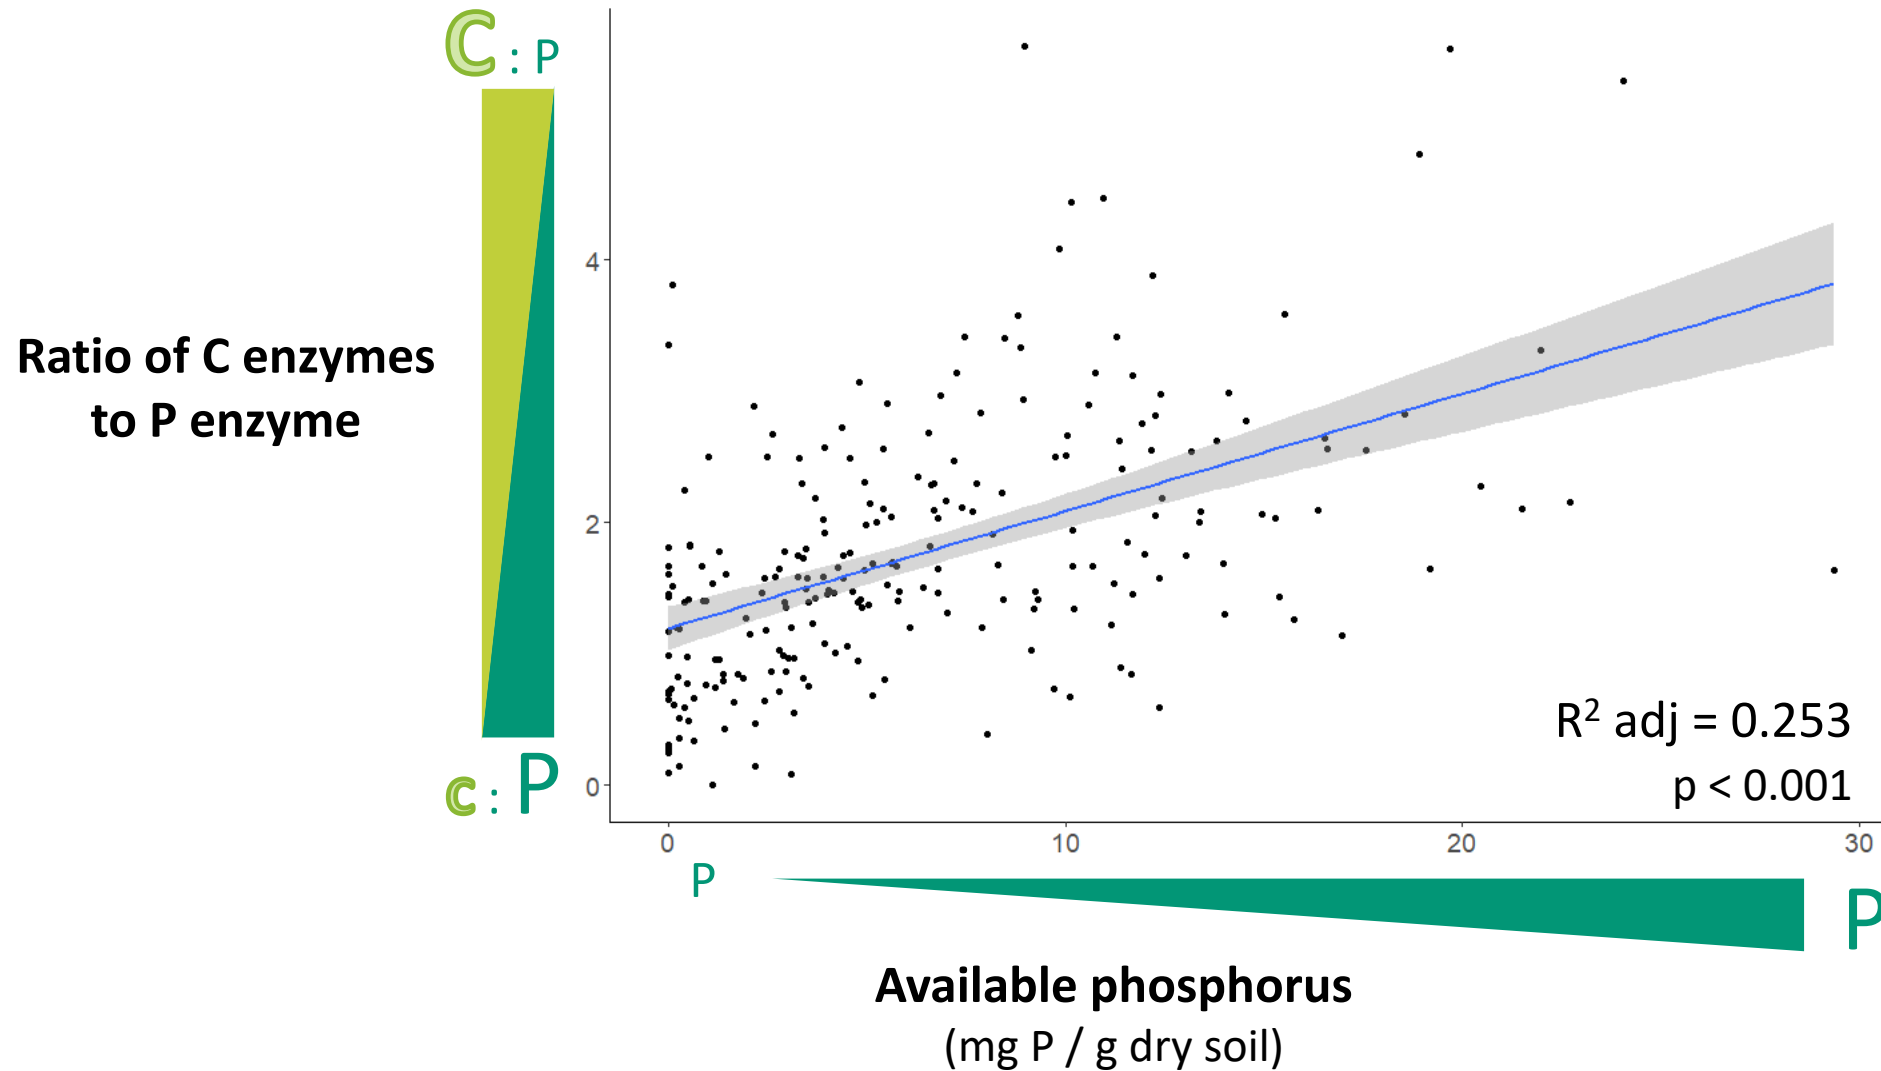 C : P
Ratio of C enzymes
to P enzyme
c : P
4
2
0
R² adj = 0.253
p < 0.001
0 10 20 30
P P
Available phosphorus
(mg P / g dry soil)